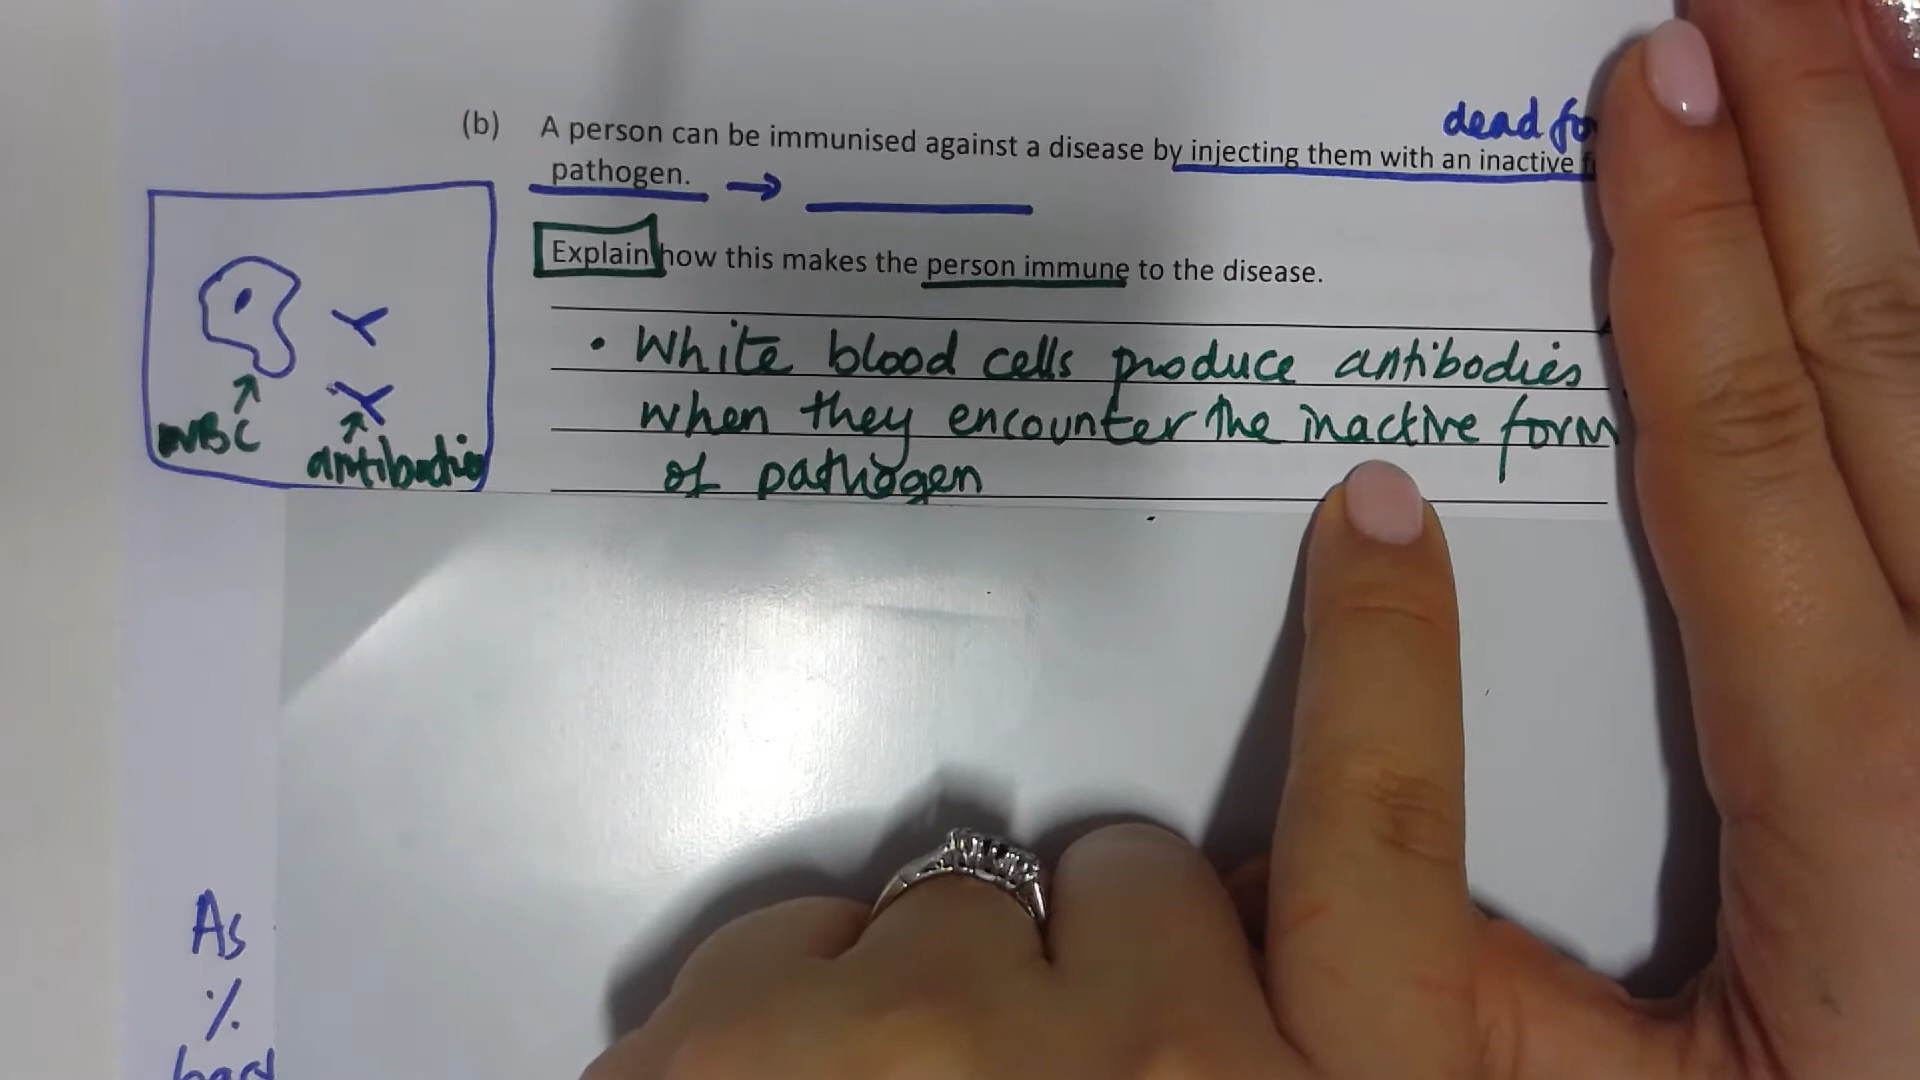 dead
(b) A person can be immunised against a disease by injecting them with an inactive
pathogen. →
Explain how this makes the person immune to the disease.
• White blood cells produce antibodies
when they encounter the inactive form
of pathogen
WBC
antibodies
As
%